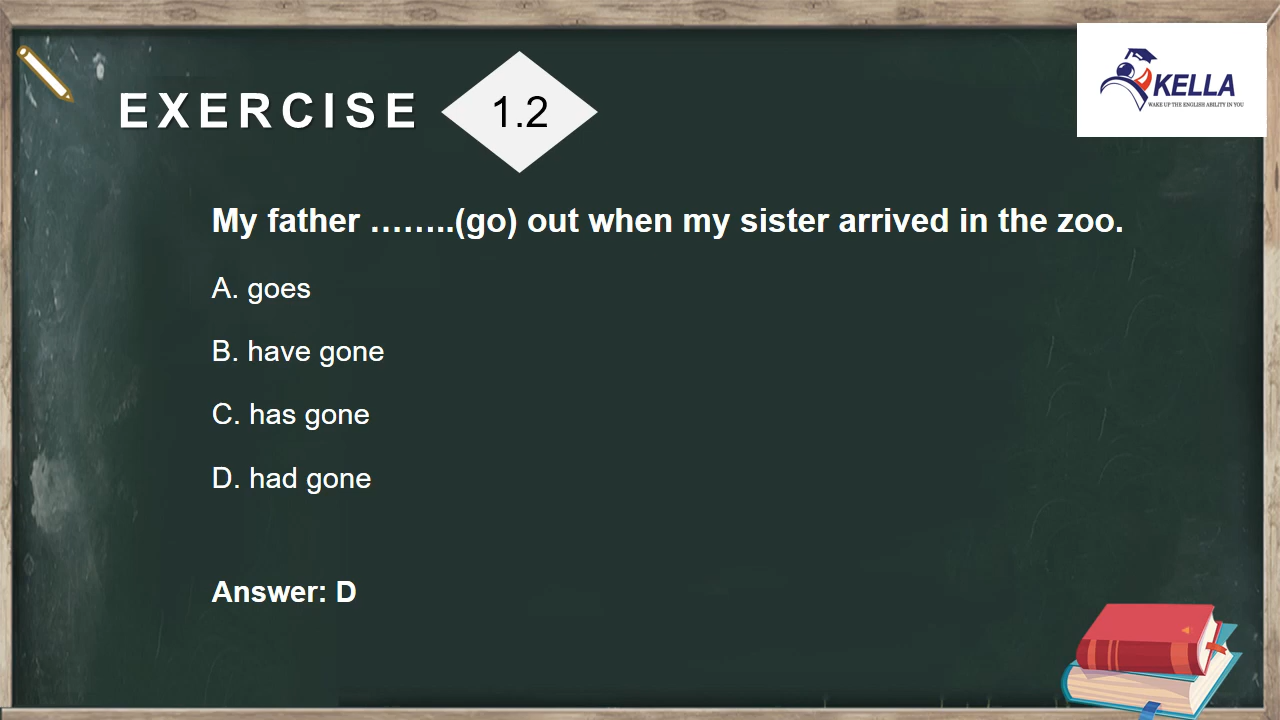 EXERCISE 1.2
KELLA
WAKE UP THE ENGLISH ABILITY IN YOU
My father ……..(go) out when my sister arrived in the zoo.
A. goes
B. have gone
C. has gone
D. had gone
Answer: D